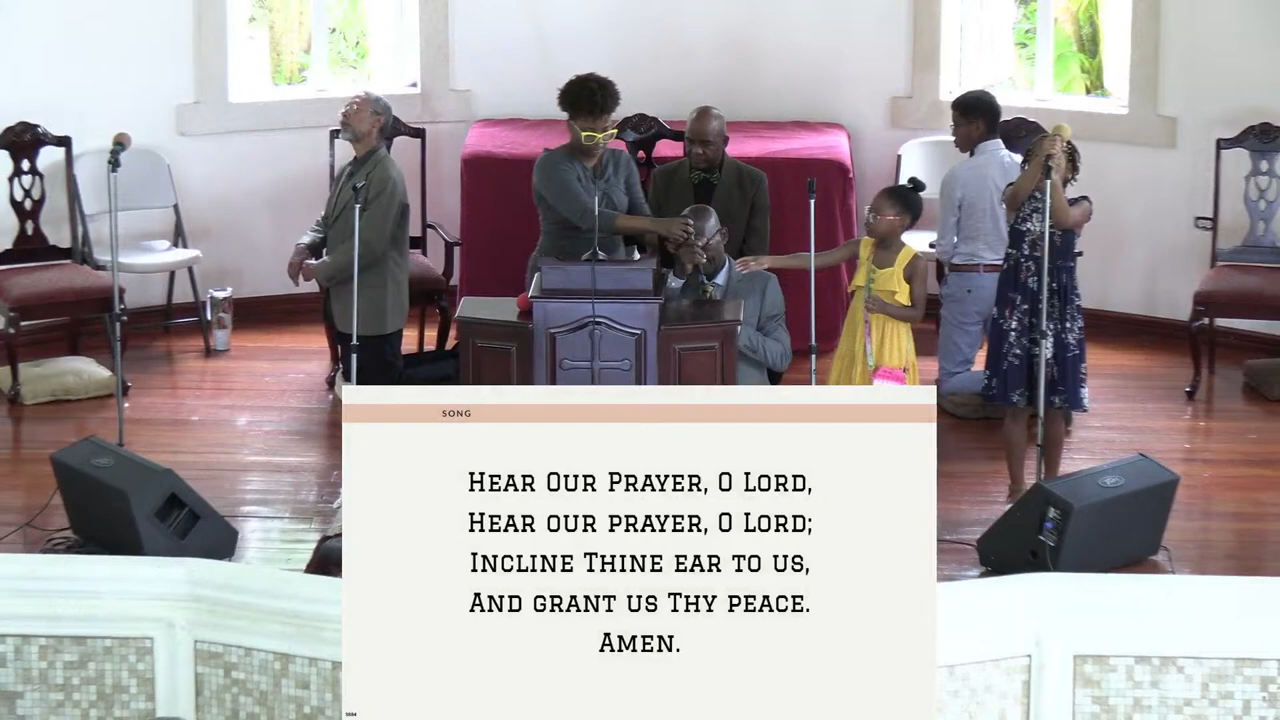 SONG
Hear Our Prayer, O Lord,
Hear our prayer, O Lord;
Incline Thine ear to us,
And grant us Thy peace.
Amen.